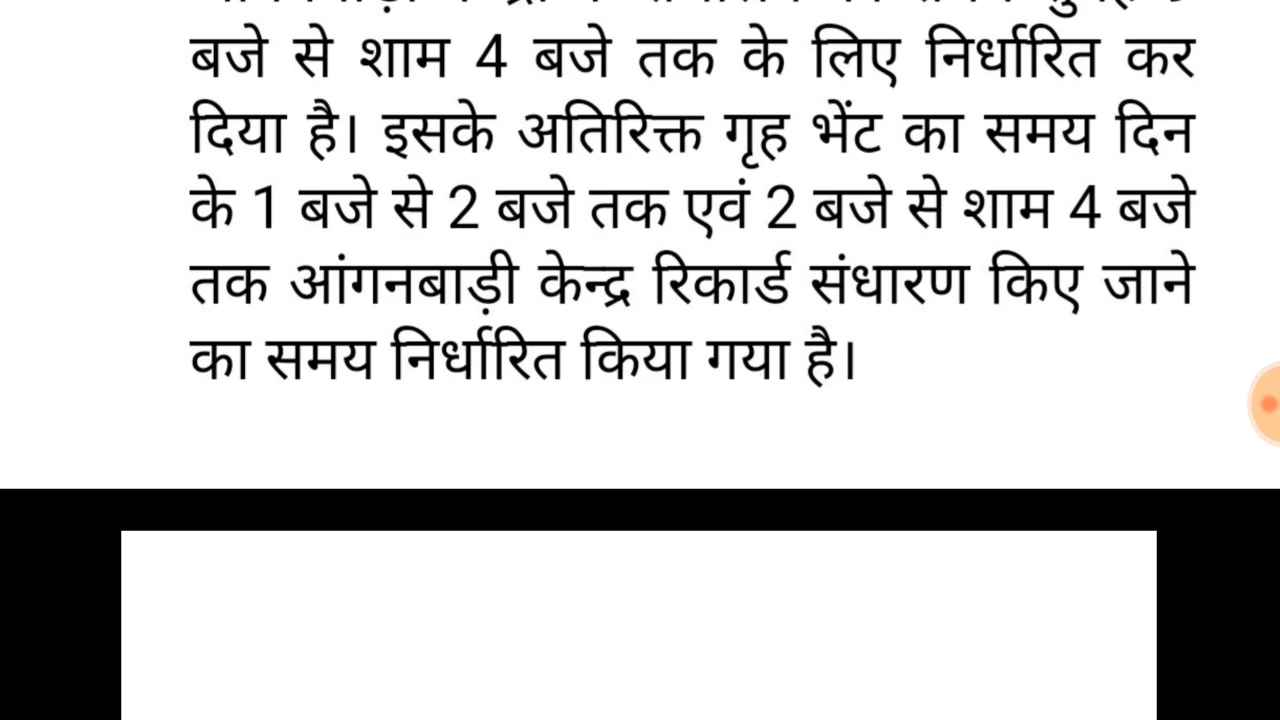 बजे से शाम 4 बजे तक के लिए निर्धारित कर
दिया है। इसके अतिरिक्त गृह भेंट का समय दिन
के 1 बजे से 2 बजे तक एवं 2 बजे से शाम 4 बजे
तक आंगनबाड़ी केन्द्र रिकार्ड संधारण किए जाने
का समय निर्धारित किया गया है।